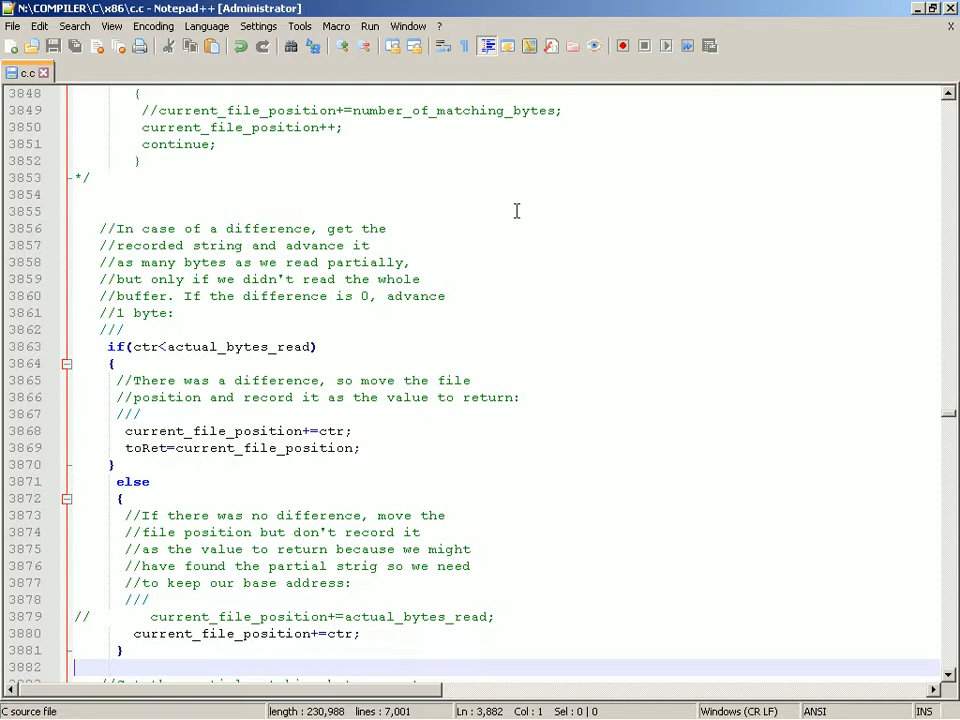 N:\COMPILER\C\x86\c.c - Notepad++ [Administrator]
File Edit Search View Encoding Language Settings Tools Macro Run Window ? X
c.c
3848 {
3849 //current_file_position+=number_of_matching_bytes;
3850 current_file_position++;
3851 continue;
3852 }
3853 */
3854
3855
3856 //In case of a difference, get the
3857 //recorded string and advance it
3858 //as many bytes as we read partially,
3859 //but only if we didn't read the whole
3860 //buffer. If the difference is 0, advance
3861 //1 byte:
3862 ///
3863 if(ctr<actual_bytes_read)
3864 {
3865 //There was a difference, so move the file
3866 //position and record it as the value to return:
3867 ///
3868 current_file_position+=ctr;
3869 toRet=current_file_position;
3870 }
3871 else
3872 {
3873 //If there was no difference, move the
3874 //file position but don't record it
3875 //as the value to return because we might
3876 //have found the partial strig so we need
3877 //to keep our base address:
3878 ///
3879 // current_file_position+=actual_bytes_read;
3880 current_file_position+=ctr;
3881 }
3882
C source file length : 230,988 lines : 7,001 Ln : 3,882 Col : 1 Sel : 0 | 0 Windows (CR LF) ANSI INS